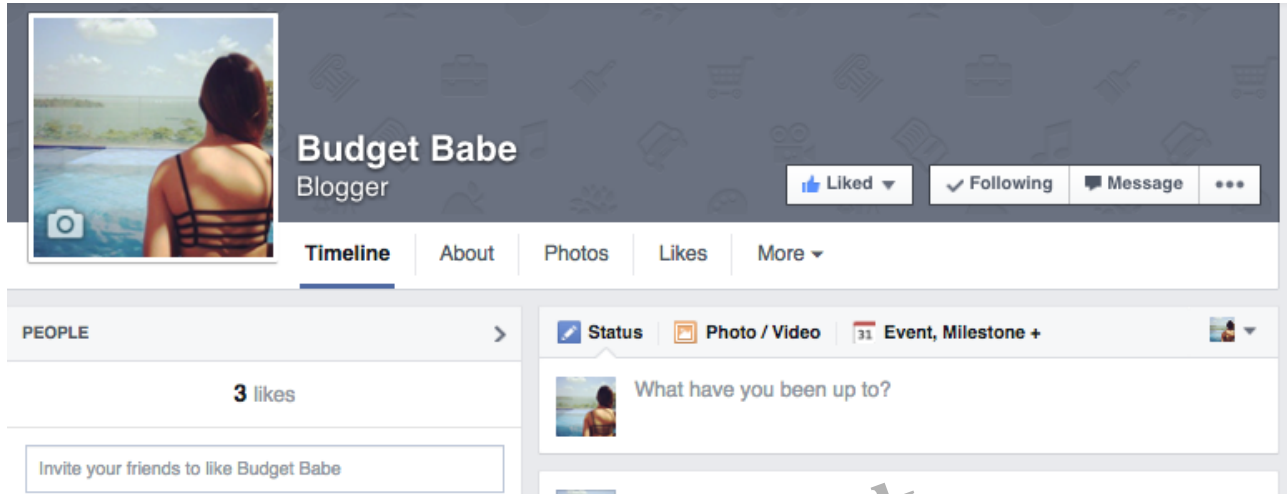 Budget Babe
Blogger
Liked
Following
Message
Timeline
About
Photos
Likes
More
PEOPLE
3 likes
Invite your friends to like Budget Babe
Status
Photo / Video
31
Event, Milestone +
What have you been up to?